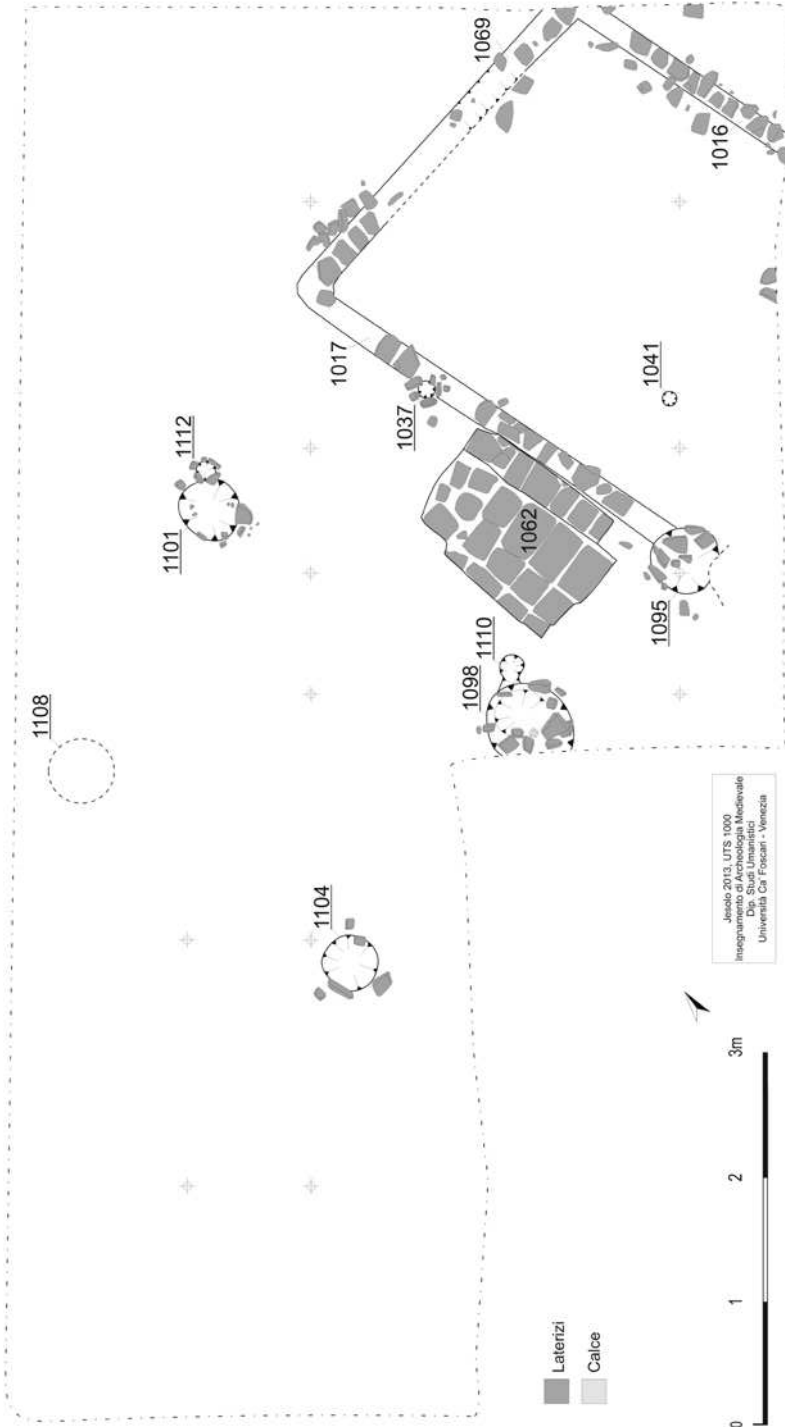 1069
1016
1017
1037
1041
1112
1101
1062
1095
1110
1098
1108
1104
Jesolo 2013, UTS 1000
Insegnamento di Archeologia Medievale
Dip. Studi Umanistici
Università Ca' Foscari - Venezia
Laterizi
Calce
0
1
2
3m